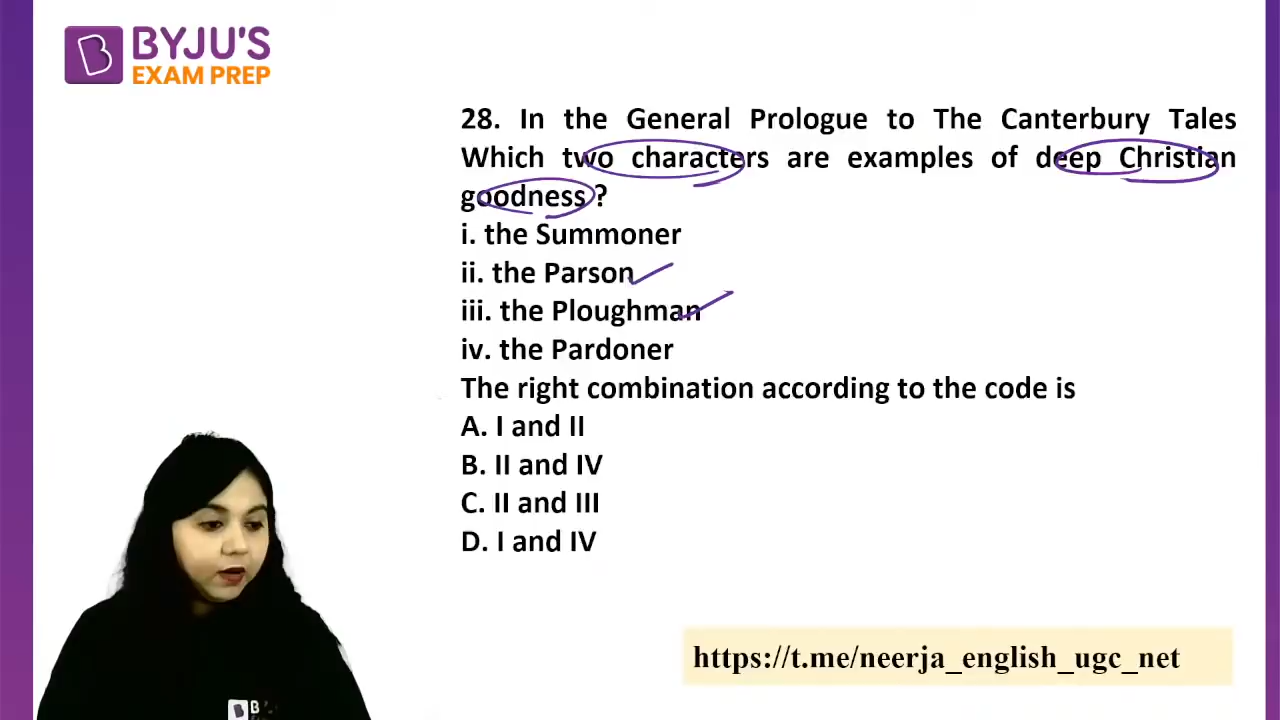 BYJU'S
EXAM PREP
28. In the General Prologue to The Canterbury Tales
Which two characters are examples of deep Christian
goodness ?
i. the Summoner
ii. the Parson
iii. the Ploughman
iv. the Pardoner
The right combination according to the code is
A. I and II
B. II and IV
C. II and III
D. I and IV
https://t.me/neerja_english_ugc_net